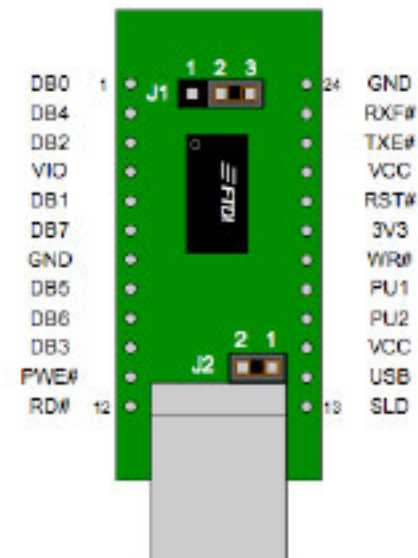 1 2 3
J1
DB0 1 24 GND
DB4 RXF#
DB2 TXE#
VIO VCC
DB1 RST#
DB7 3V3
GND WR#
DB5 PU1
DB6 PU2
DB3 VCC
PWE# USB
RD# 12 13 SLD
FTDI
2 1
J2